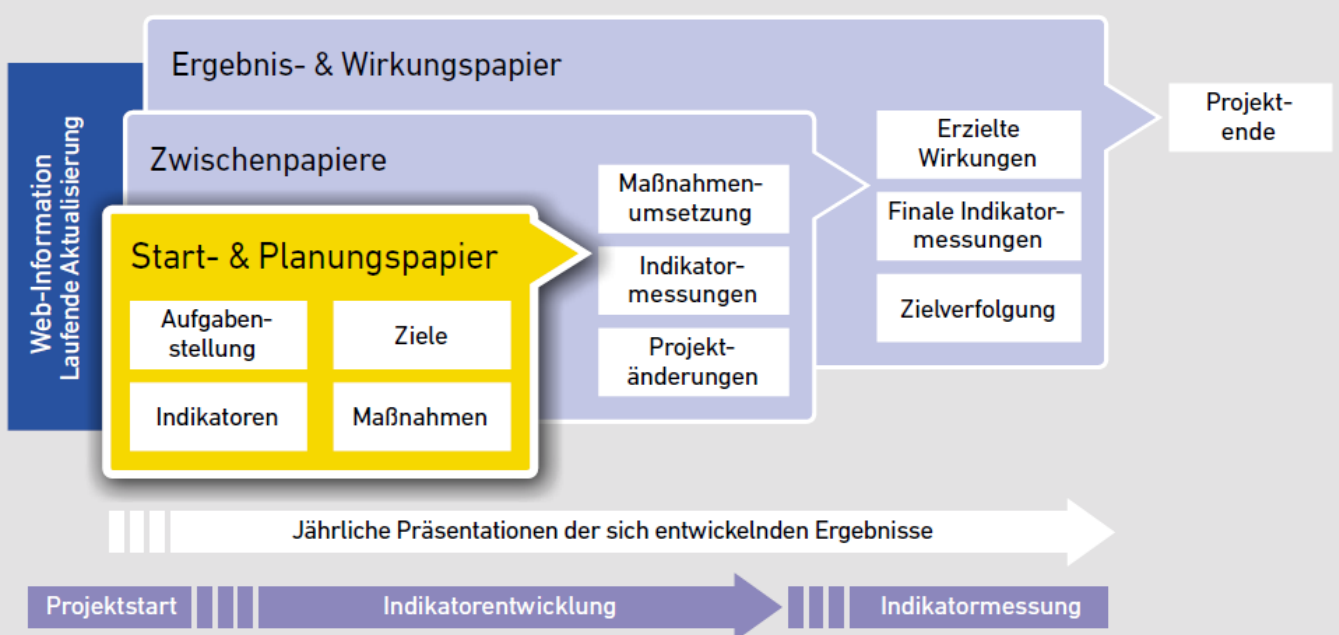 Ergebnis- & Wirkungspapier
Projekt-
ende
Web-Information
Laufende Aktualisierung
Zwischenpapiere
Erzielte
Wirkungen
Maßnahmen-
umsetzung
Finale Indikator-
messungen
Start- & Planungspapier
Indikator-
messungen
Zielverfolgung
Aufgaben-
stellung
Ziele
Projekt-
änderungen
Indikatoren
Maßnahmen
Jährliche Präsentationen der sich entwickelnden Ergebnisse
Projektstart
Indikatorentwicklung
Indikatormessung